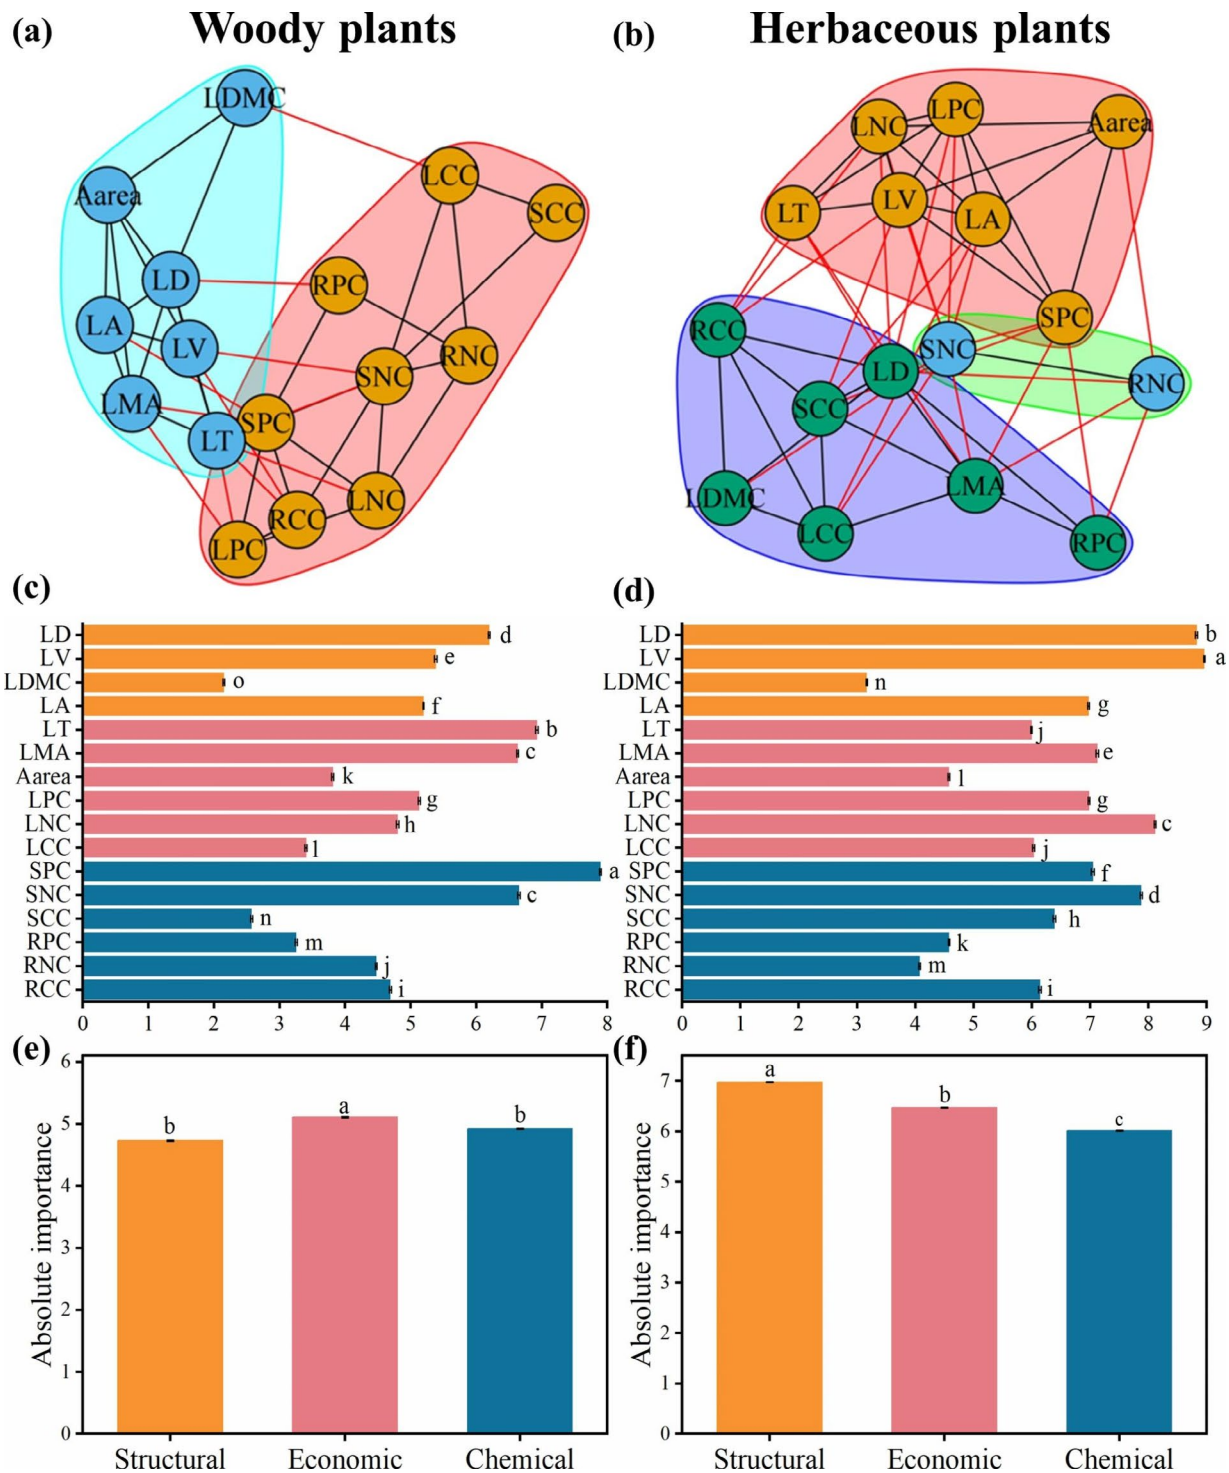 (a) Woody plants
(b) Herbaceous plants
LDMC
LCC
Aarea
SCC
LD
RPC
LA
LV
RNC
SNC
LMA
SPC
LT
LNC
RCC
LPC
LPC
LNC
Aarea
LV
LT
LA
SPC
RCC
SNC
LD
RNC
SCC
LMA
LDMC
LCC
RPC
(c)
LD d
LV e
LDMC o
LA f
LT b
LMA c
Aarea k
LPC g
LNC h
LCC l
SPC a
SNC c
SCC n
RPC m
RNC j
RCC i
0 1 2 3 4 5 6 7 8
(d)
LD b
LV a
LDMC n
LA g
LT j
LMA e
Aarea l
LPC g
LNC c
LCC j
SPC f
SNC d
SCC h
RPC k
RNC m
RCC i
0 1 2 3 4 5 6 7 8 9
(e)
Absolute importance
6
5
4
3
2
1
0
b
a
b
Structural Economic Chemical
(f)
Absolute importance
7
6
5
4
3
2
1
0
a
b
c
Structural Economic Chemical